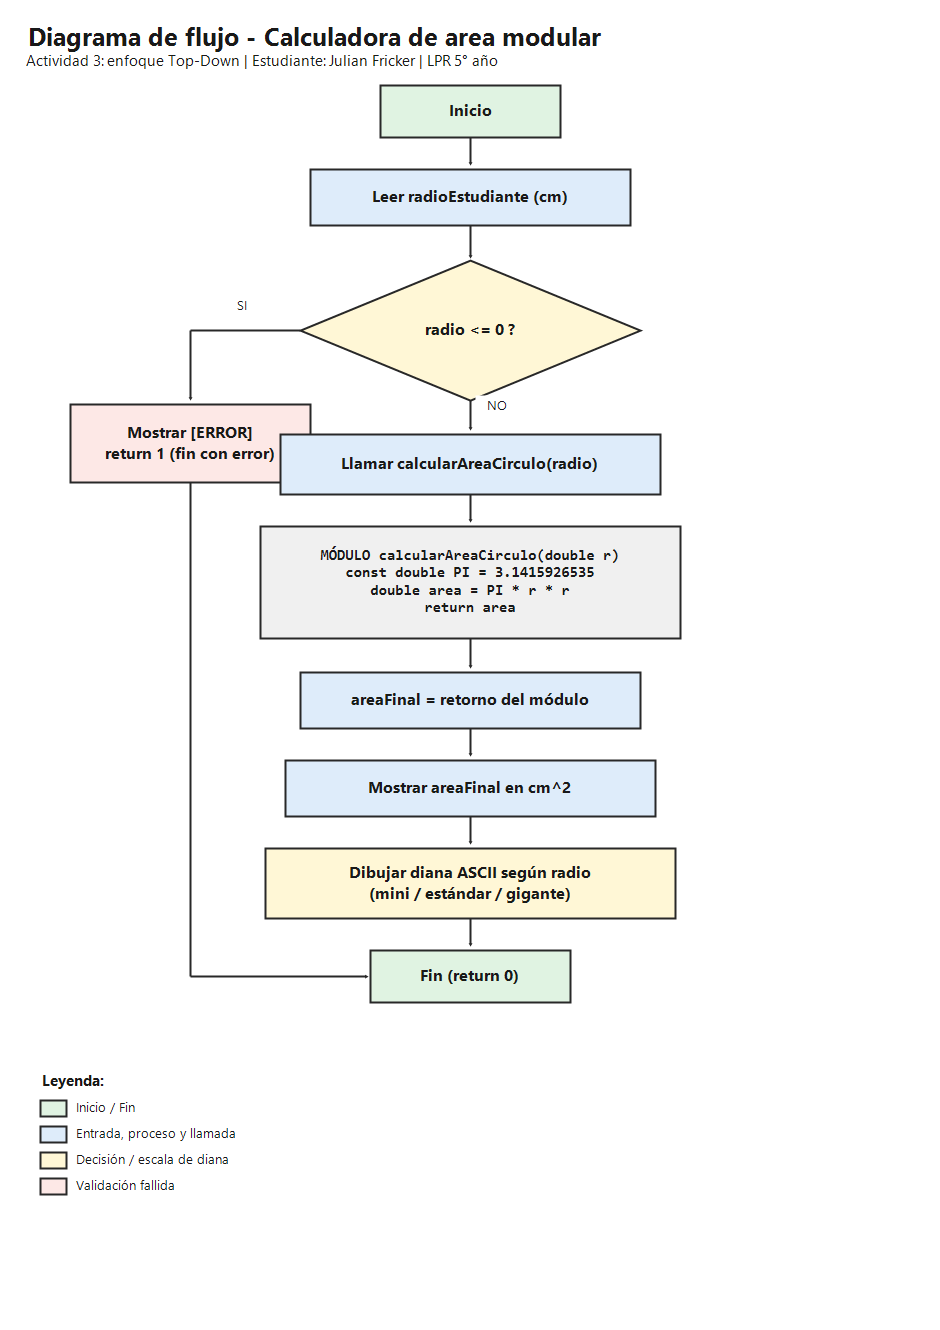 Diagrama de flujo - Calculadora de area modular
Actividad 3: enfoque Top-Down | Estudiante: Julian Fricker | LPR 5° año
Inicio
Leer radioEstudiante (cm)
radio <= 0 ?
SI
NO
Mostrar [ERROR]
return 1 (fin con error)
Llamar calcularAreaCirculo(radio)
MÓDULO calcularAreaCirculo(double r)
const double PI = 3.1415926535
double area = PI * r * r
return area
areaFinal = retorno del módulo
Mostrar areaFinal en cm^2
Dibujar diana ASCII según radio
(mini / estándar / gigante)
Fin (return 0)
Leyenda:
Inicio / Fin
Entrada, proceso y llamada
Decisión / escala de diana
Validación fallida